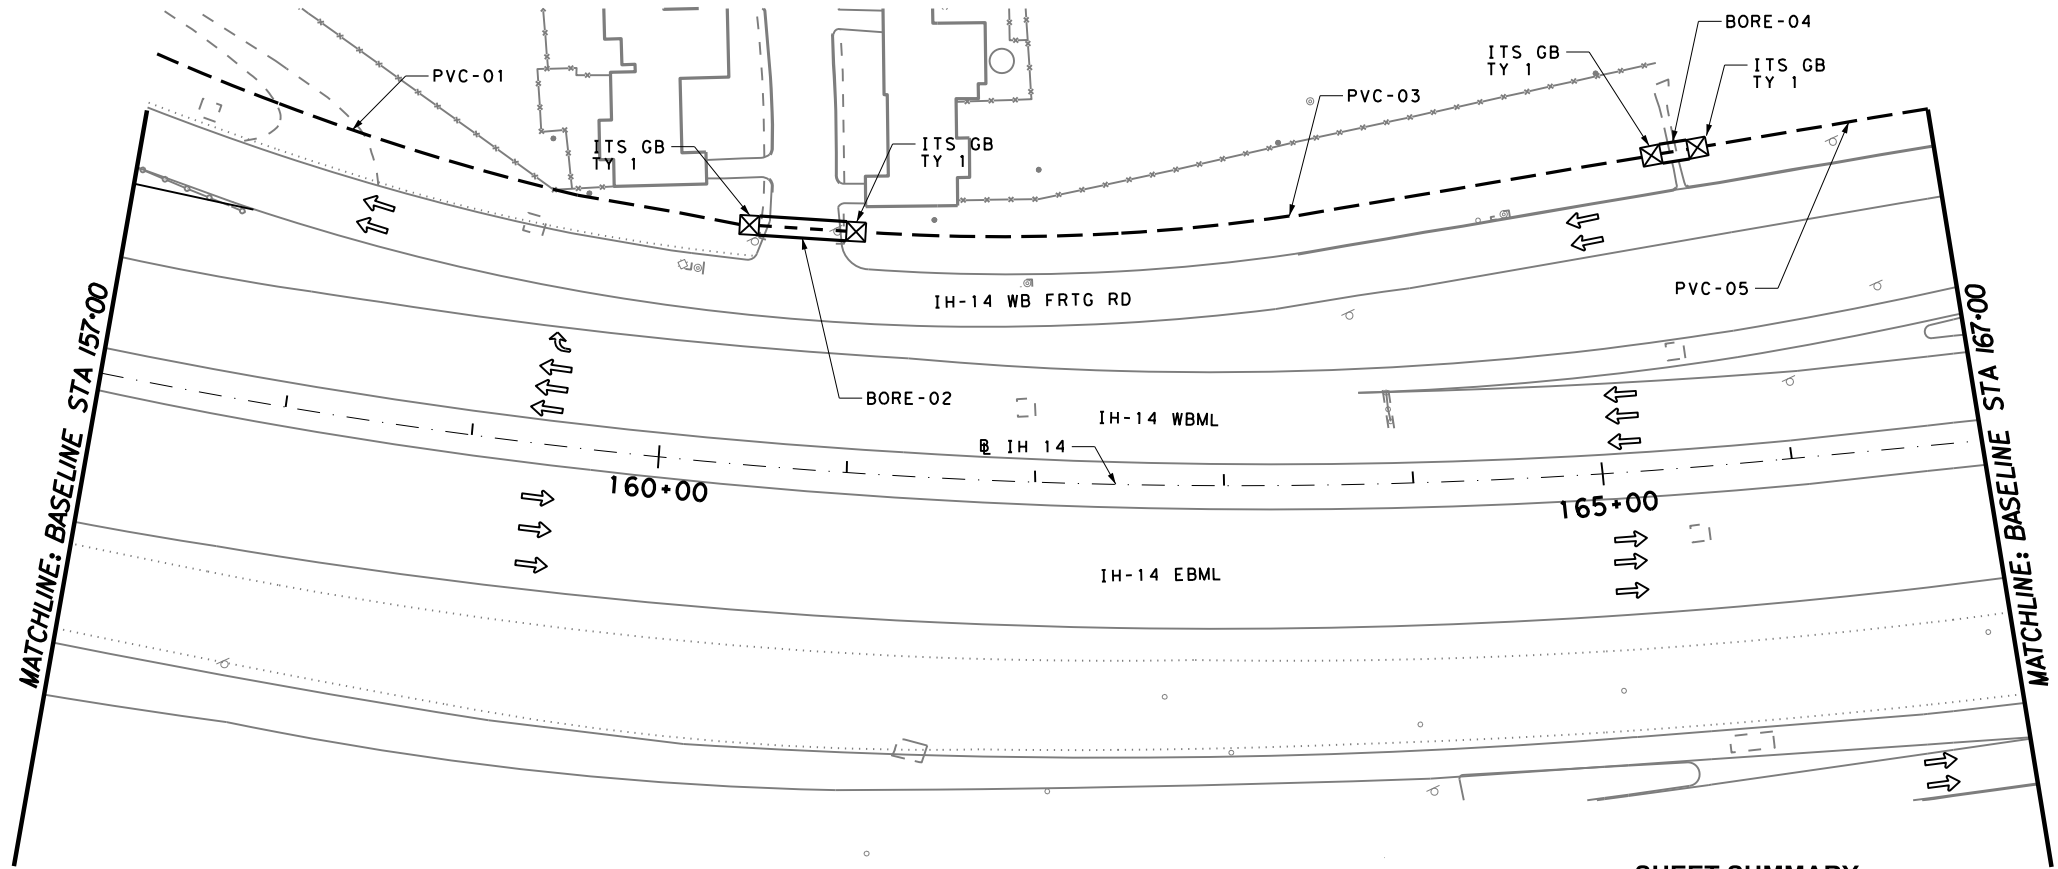 BORE-04
ITS GB
TY 1
ITS GB
TY 1
PVC-01
PVC-03
ITS GB
TY 1
ITS GB
TY 1
PVC-05
IH-14 WB FRTG RD
BORE-02
IH-14 WBML
℄ IH 14
160+00
165+00
IH-14 EBML
MATCHLINE: BASELINE STA 157+00
MATCHLINE: BASELINE STA 167+00
SHEET SUMMARY